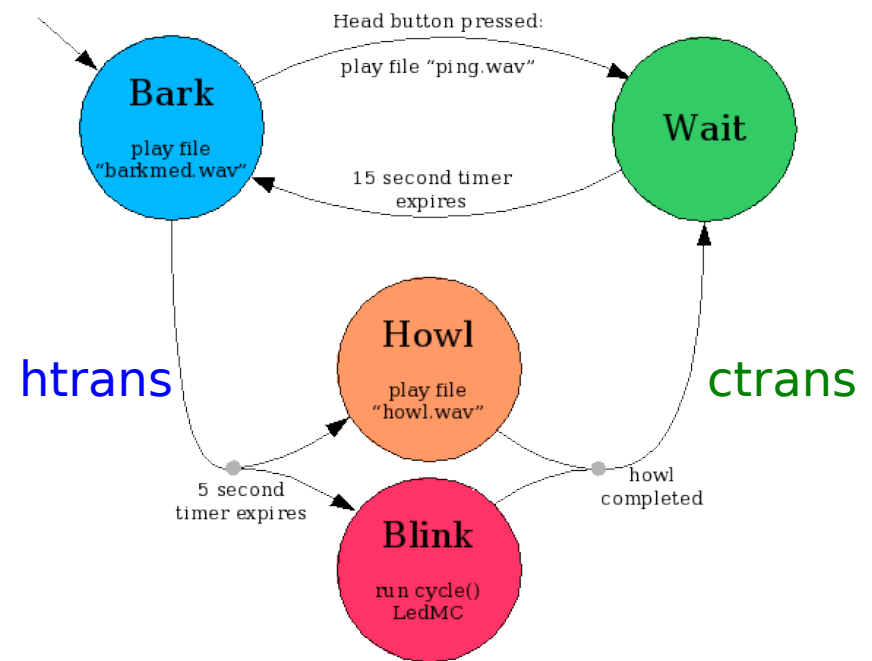 Head button pressed:
play file “ping.wav”
Bark
play file
“barkmed.wav”
Wait
15 second timer
expires
Howl
play file
“howl.wav”
htrans
ctrans
5 second
timer expires
howl
completed
Blink
run cycle()
LedMC